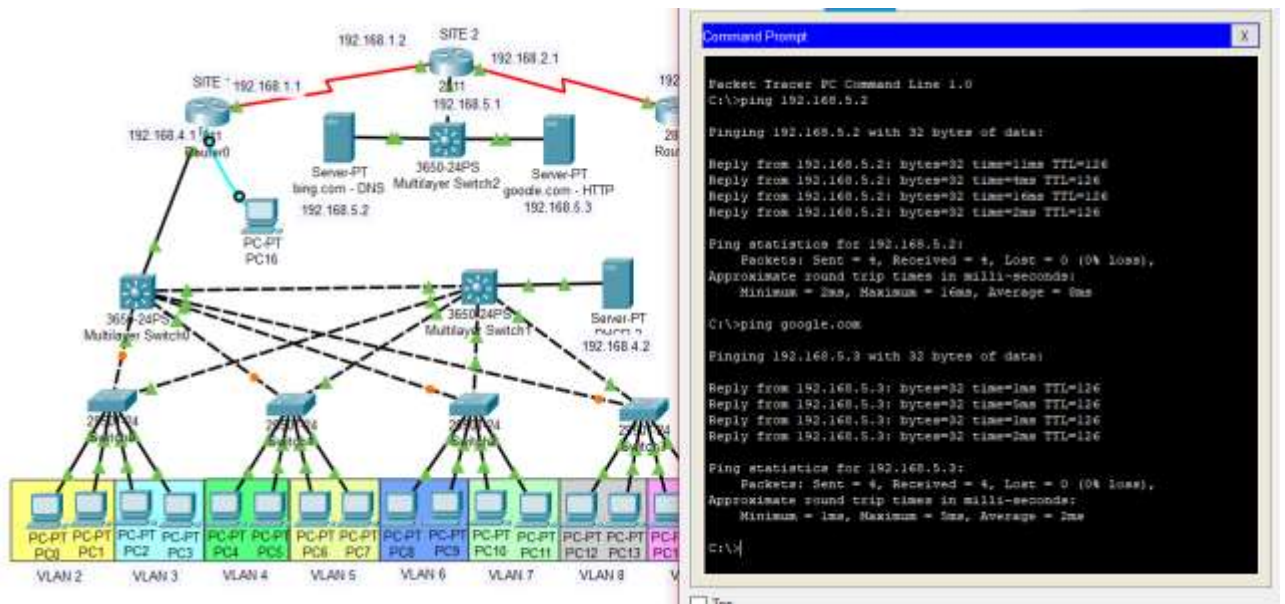 192.168.1.2
SITE 2
192.168.2.1
SITE
192.168.1.1
2811
192.168.5.1
192.168.4.1
Router0
Server-PT
bing.com - DNS
192.168.5.2
3650-24PS
Multilayer Switch2
Server-PT
google.com - HTTP
192.168.5.3
PC-PT
PC16
3650-24PS
Multilayer Switch0
3650-24PS
Multilayer Switch1
Server-PT
192.168.4.2
PC-PT PC-PT PC-PT PC-PT PC-PT PC-PT PC-PT PC-PT PC-PT PC-PT PC-PT PC-PT PC-PT PC-PT
PC0 PC1 PC2 PC3 PC4 PC5 PC6 PC7 PC8 PC9 PC10 PC11 PC12 PC13
VLAN 2 VLAN 3 VLAN 4 VLAN 5 VLAN 6 VLAN 7 VLAN 8
Command Prompt X
Packet Tracer PC Command Line 1.0
C:\>ping 192.168.5.2
Pinging 192.168.5.2 with 32 bytes of data:
Reply from 192.168.5.2: bytes=32 time=11ms TTL=126
Reply from 192.168.5.2: bytes=32 time=4ms TTL=126
Reply from 192.168.5.2: bytes=32 time=16ms TTL=126
Reply from 192.168.5.2: bytes=32 time=2ms TTL=126
Ping statistics for 192.168.5.2:
Packets: Sent = 4, Received = 4, Lost = 0 (0% loss),
Approximate round trip times in milli-seconds:
Minimum = 2ms, Maximum = 16ms, Average = 8ms
C:\>ping google.com
Pinging 192.168.5.3 with 32 bytes of data:
Reply from 192.168.5.3: bytes=32 time=1ms TTL=126
Reply from 192.168.5.3: bytes=32 time=5ms TTL=126
Reply from 192.168.5.3: bytes=32 time=1ms TTL=126
Reply from 192.168.5.3: bytes=32 time=2ms TTL=126
Ping statistics for 192.168.5.3:
Packets: Sent = 4, Received = 4, Lost = 0 (0% loss),
Approximate round trip times in milli-seconds:
Minimum = 1ms, Maximum = 5ms, Average = 2ms
C:\>